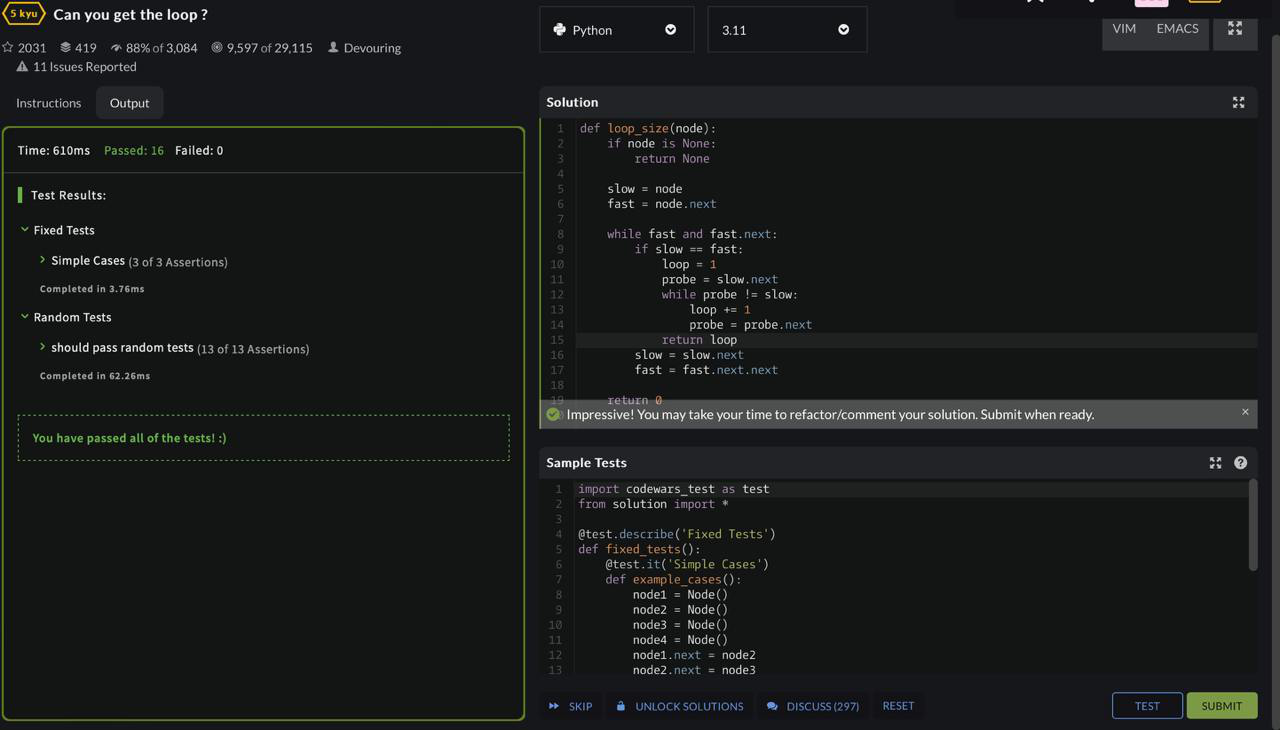 5 kyu Can you get the loop ?
2031 419 88% of 3,084 9,597 of 29,115 Devouring
11 Issues Reported
Instructions Output
Time: 610ms Passed: 16 Failed: 0
Test Results:
Fixed Tests
Simple Cases (3 of 3 Assertions)
Completed in 3.76ms
Random Tests
should pass random tests (13 of 13 Assertions)
Completed in 62.26ms
You have passed all of the tests! :)
Python 3.11 VIM EMACS
Solution
1 def loop_size(node):
2 if node is None:
3 return None
4
5 slow = node
6 fast = node.next
7
8 while fast and fast.next:
9 if slow == fast:
10 loop = 1
11 probe = slow.next
12 while probe != slow:
13 loop += 1
14 probe = probe.next
15 return loop
16 slow = slow.next
17 fast = fast.next.next
18
19 return 0
Impressive! You may take your time to refactor/comment your solution. Submit when ready.
Sample Tests
1 import codewars_test as test
2 from solution import *
3
4 @test.describe('Fixed Tests')
5 def fixed_tests():
6 @test.it('Simple Cases')
7 def example_cases():
8 node1 = Node()
9 node2 = Node()
10 node3 = Node()
11 node4 = Node()
12 node1.next = node2
13 node2.next = node3
SKIP UNLOCK SOLUTIONS DISCUSS (297) RESET TEST SUBMIT